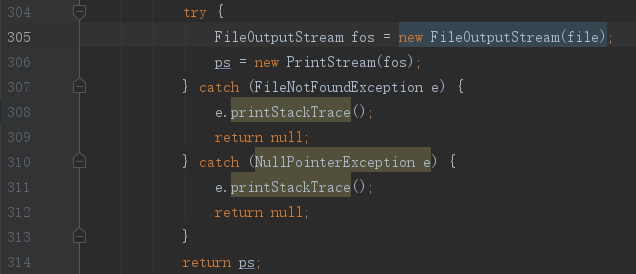 304 try {
305 FileOutputStream fos = new FileOutputStream(file);
306 ps = new PrintStream(fos);
307 } catch (FileNotFoundException e) {
308 e.printStackTrace();
309 return null;
310 } catch (NullPointerException e) {
311 e.printStackTrace();
312 return null;
313 }
314 return ps;